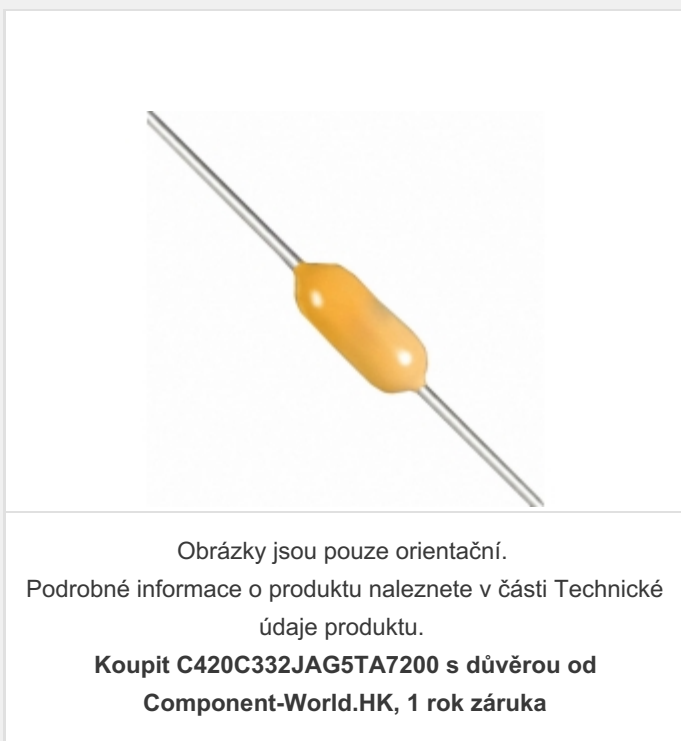 Obrázky jsou pouze orientační.
Podrobné informace o produktu naleznete v části Technické
údaje produktu.
Koupit C420C332JAG5TA7200 s důvěrou od
Component-World.HK, 1 rok záruka